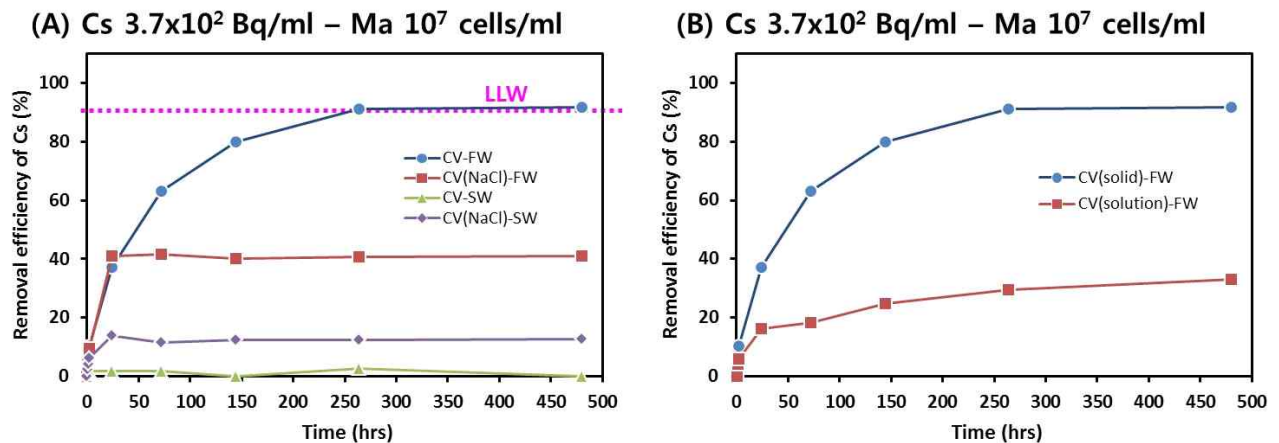 (A) Cs 3.7x10² Bq/ml – Ma 10⁷ cells/ml
Removal efficiency of Cs (%)
100
80
60
40
20
0
LLW
CV-FW
CV(NaCl)-FW
CV-SW
CV(NaCl)-SW
0 50 100 150 200 250 300 350 400 450 500
Time (hrs)
(B) Cs 3.7x10² Bq/ml – Ma 10⁷ cells/ml
Removal efficiency of Cs (%)
100
80
60
40
20
0
CV(solid)-FW
CV(solution)-FW
0 50 100 150 200 250 300 350 400 450 500
Time (hrs)